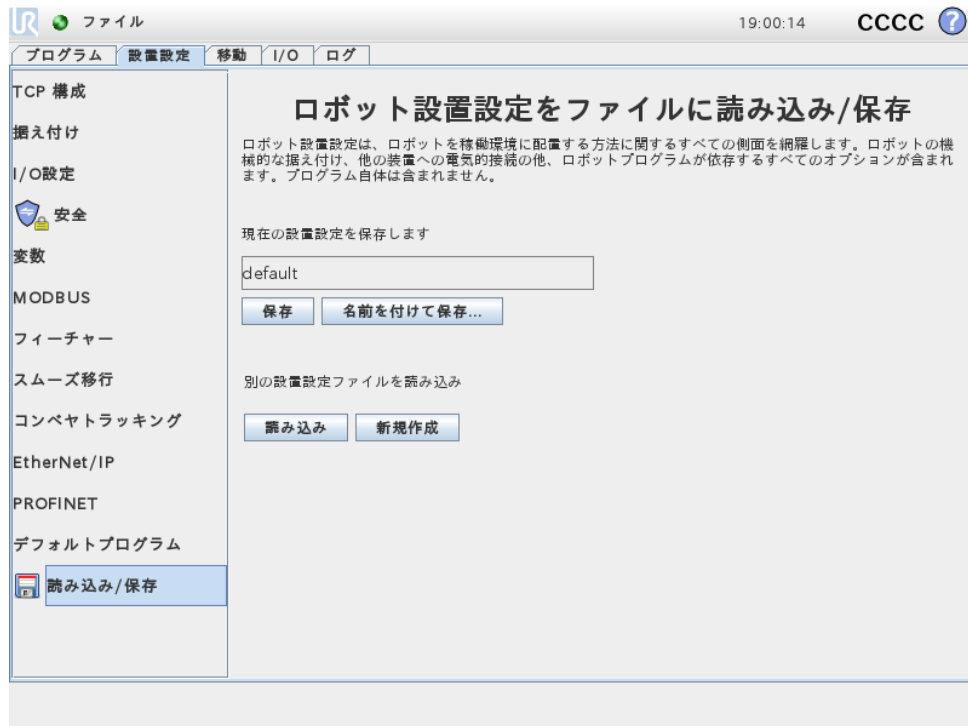 UR
ファイル
19:00:14
CCCC
?
プログラム
設置設定
移動
I/O
ログ
TCP 構成
据え付け
I/O設定
安全
変数
MODBUS
フィーチャー
スムーズ移行
コンベヤトラッキング
EtherNet/IP
PROFINET
デフォルトプログラム
読み込み/保存
ロボット設置設定をファイルに読み込み/保存
ロボット設置設定は、ロボットを稼働環境に配置する方法に関するすべての側面を網羅します。ロボットの機
械的な据え付け、他の装置への電気的接続の他、ロボットプログラムが依存するすべてのオプションが含まれ
ます。プログラム自体は含まれません。
現在の設置設定を保存します
default
保存
名前を付けて保存...
別の設置設定ファイルを読み込み
読み込み
新規作成